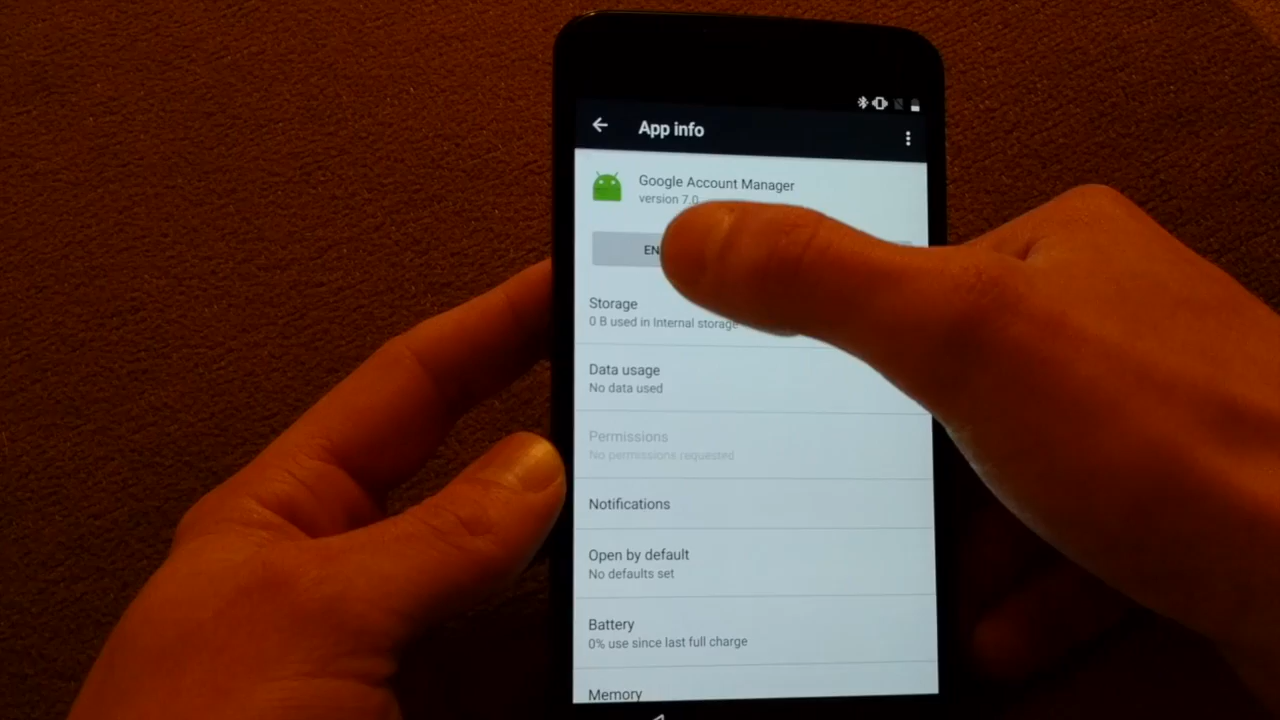 App info
Google Account Manager
version 7.0
EN
Storage
0 B used in Internal storage
Data usage
No data used
Permissions
No permissions requested
Notifications
Open by default
No defaults set
Battery
0% use since last full charge
Memory